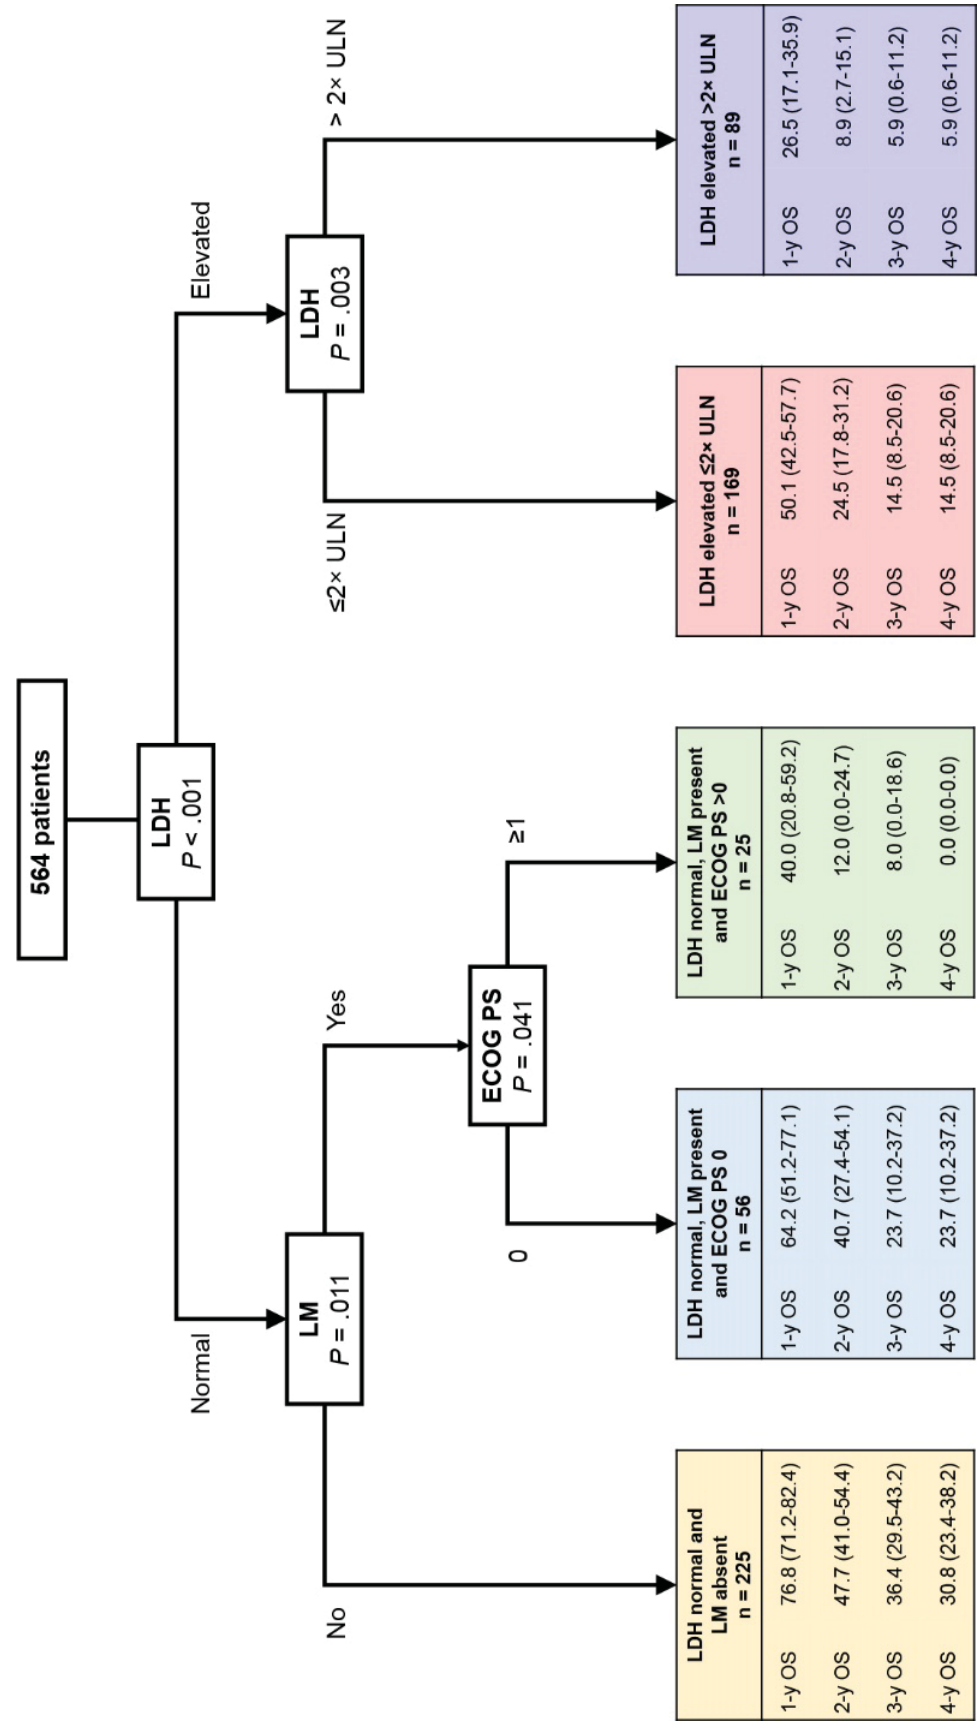 564 patients
LDH
P < .001
Normal
Elevated
LM
P = .011
LDH
P = .003
No
Yes
≤2× ULN
> 2× ULN
ECOG PS
P = .041
0
≥1
LDH normal and
LM absent
n = 225
1-y OS 76.8 (71.2-82.4)
2-y OS 47.7 (41.0-54.4)
3-y OS 36.4 (29.5-43.2)
4-y OS 30.8 (23.4-38.2)
LDH normal, LM present
and ECOG PS 0
n = 56
1-y OS 64.2 (51.2-77.1)
2-y OS 40.7 (27.4-54.1)
3-y OS 23.7 (10.2-37.2)
4-y OS 23.7 (10.2-37.2)
LDH normal, LM present
and ECOG PS >0
n = 25
1-y OS 40.0 (20.8-59.2)
2-y OS 12.0 (0.0-24.7)
3-y OS 8.0 (0.0-18.6)
4-y OS 0.0 (0.0-0.0)
LDH elevated ≤2× ULN
n = 169
1-y OS 50.1 (42.5-57.7)
2-y OS 24.5 (17.8-31.2)
3-y OS 14.5 (8.5-20.6)
4-y OS 14.5 (8.5-20.6)
LDH elevated >2× ULN
n = 89
1-y OS 26.5 (17.1-35.9)
2-y OS 8.9 (2.7-15.1)
3-y OS 5.9 (0.6-11.2)
4-y OS 5.9 (0.6-11.2)